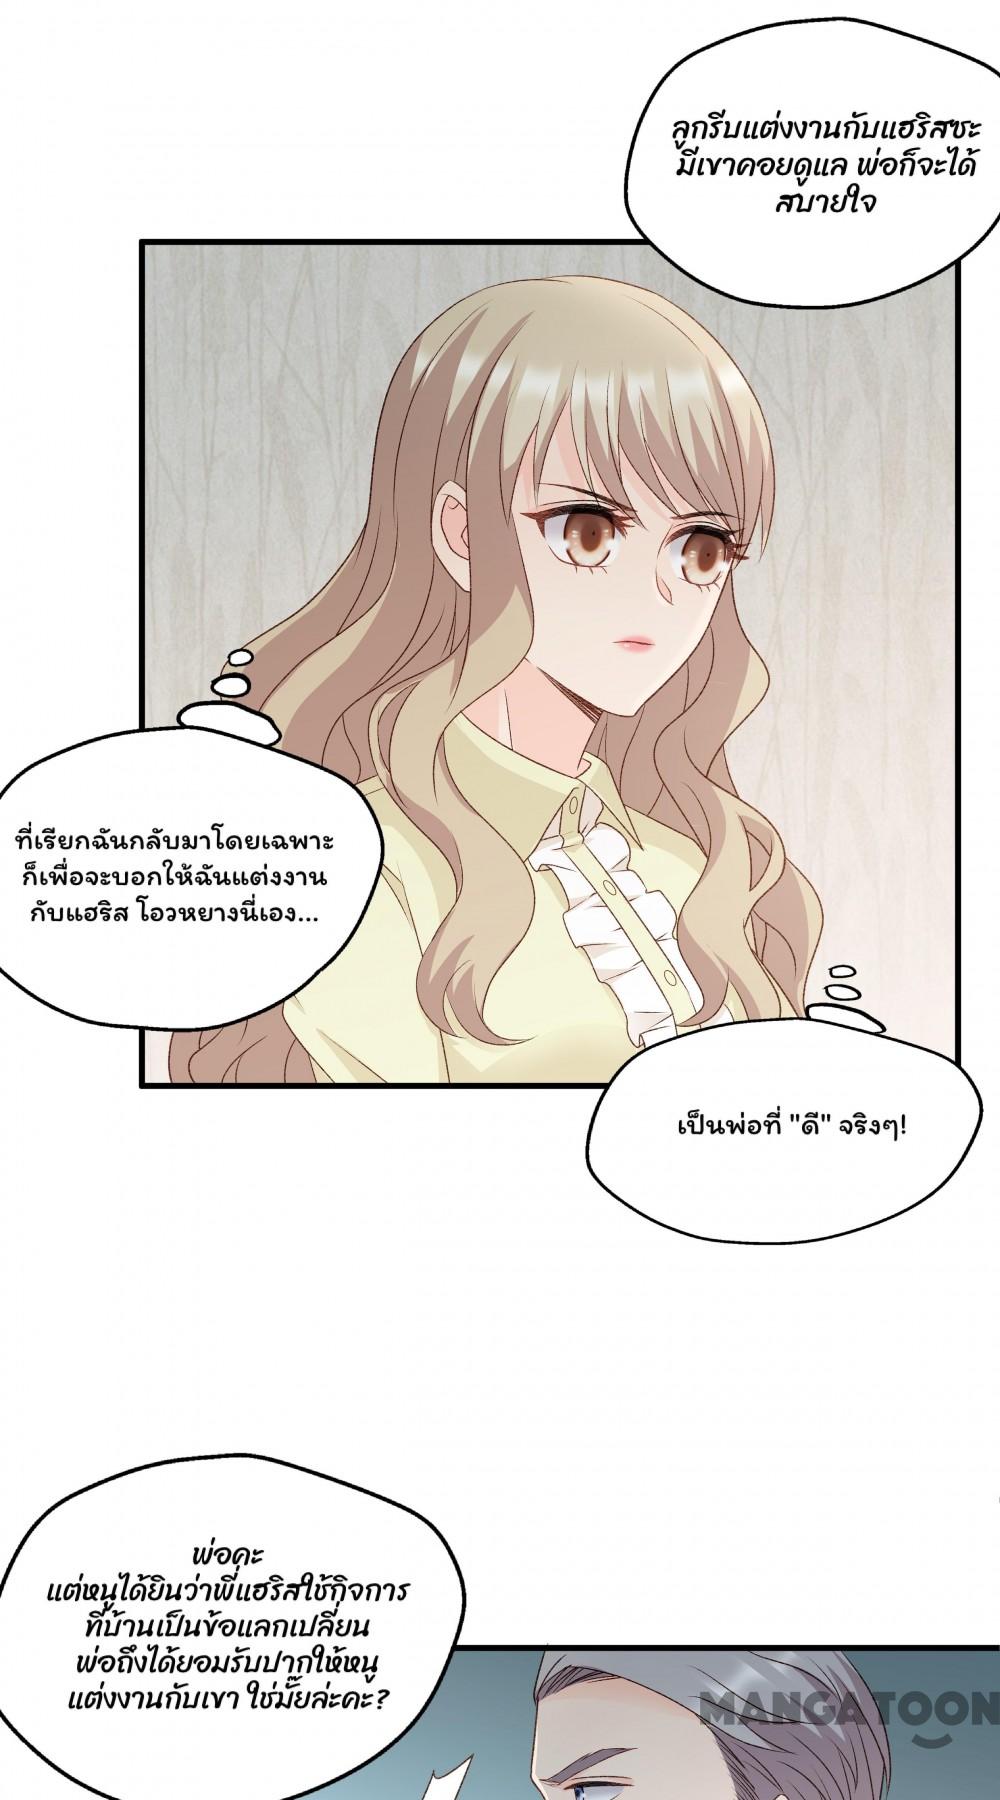 ลูกรีบแต่งงานกับแฮริสซะ
มีเขาคอยดูแล พ่อก็จะได้
สบายใจ
ที่เรียกฉันกลับมาโดยเฉพาะ
ก็เพื่อจะบอกให้ฉันแต่งงาน
กับแฮริส โอวหยางนี่เอง...
เป็นพ่อที่ "ดี" จริงๆ!
พ่อคะ
แต่หนูได้ยินว่าพี่แฮริสใช้กิจการ
ที่บ้านเป็นข้อแลกเปลี่ยน
พ่อถึงได้ยอมรับปากให้หนู
แต่งงานกับเขา ใช่มั๊ยล่ะคะ?
MANGATOON